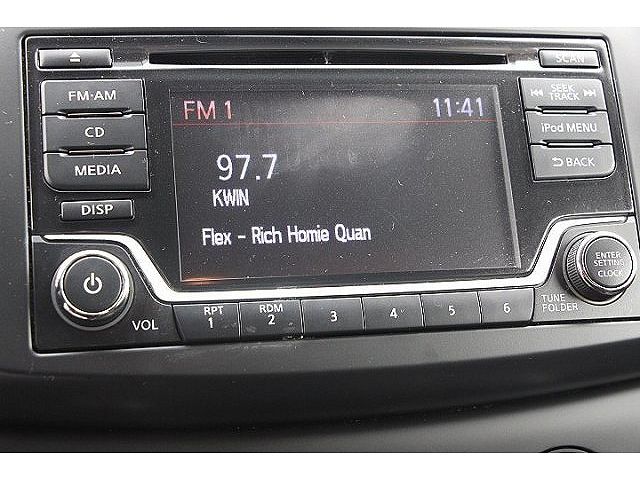 SCAN
FM·AM
CD
MEDIA
DISP
FM 1 11:41
97.7
KWIN
Flex - Rich Homie Quan
SEEK
TRACK
iPod MENU
BACK
VOL
RPT
1
RDM
2
3
4
5
6
TUNE
FOLDER
ENTER
SETTING
CLOCK